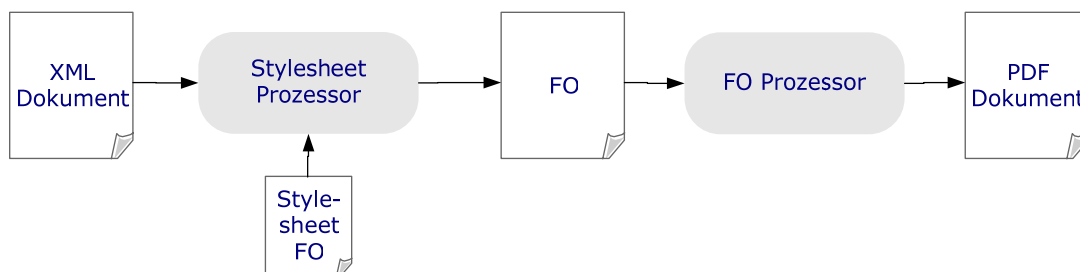 XML
Dokument
Stylesheet
Prozessor
FO
FO Prozessor
PDF
Dokument
Style-
sheet
FO